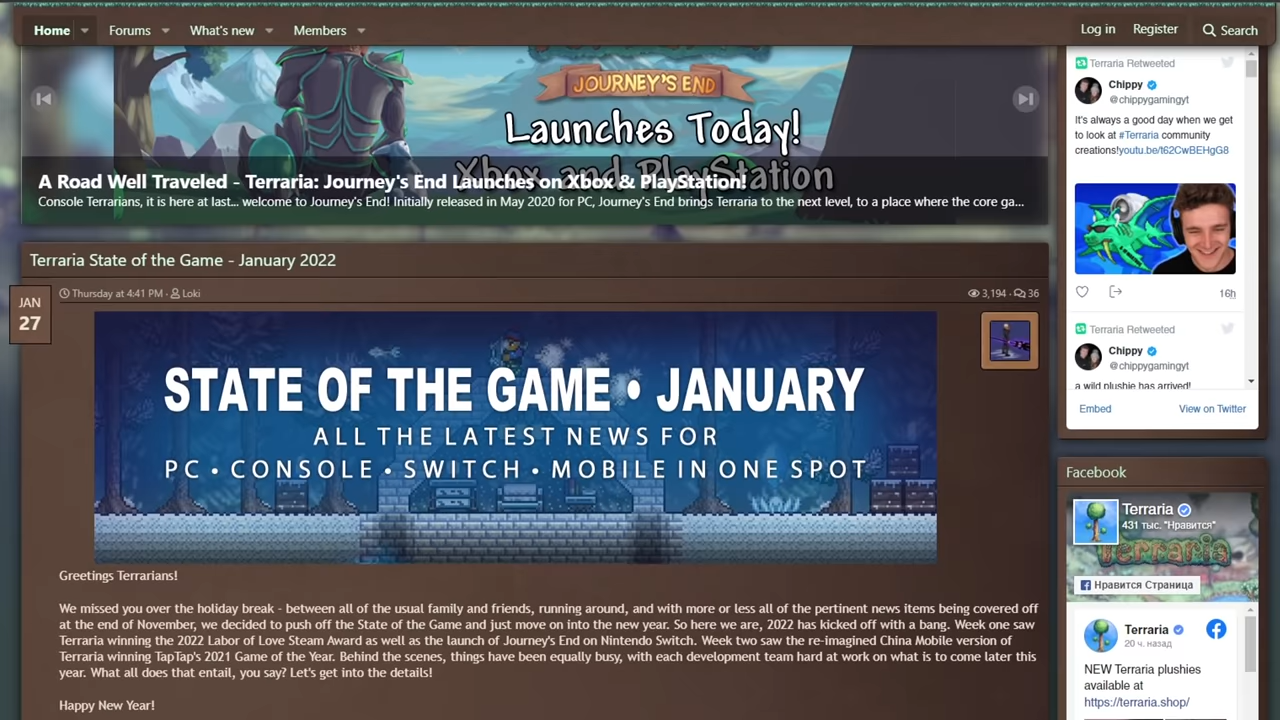 Home
Forums
What's new
Members
Log in
Register
Search
JOURNEY'S END
Launches Today!
Xbox and PlayStation
A Road Well Traveled - Terraria: Journey's End Launches on Xbox & PlayStation!
Console Terrarians, it is here at last... welcome to Journey's End! Initially released in May 2020 for PC, Journey's End brings Terraria to the next level, to a place where the core ga...
Terraria State of the Game - January 2022
JAN
27
Thursday at 4:41 PM · Loki
3,194 · 36
STATE OF THE GAME • JANUARY
ALL THE LATEST NEWS FOR
PC • CONSOLE • SWITCH • MOBILE IN ONE SPOT
Greetings Terrarians!
We missed you over the holiday break - between all of the usual family and friends, running around, and with more or less all of the pertinent news items being covered off
at the end of November, we decided to push off the State of the Game and just move on into the new year. So here we are, 2022 has kicked off with a bang. Week one saw
Terraria winning the 2022 Labor of Love Steam Award as well as the launch of Journey's End on Nintendo Switch. Week two saw the re-imagined China Mobile version of
Terraria winning TapTap's 2021 Game of the Year. Behind the scenes, things have been equally busy, with each development team hard at work on what is to come later this
year. What all does that entail, you say? Let's get into the details!
Happy New Year!
Terraria Retweeted
Chippy
@chippygamingyt
It's always a good day when we get
to look at #Terraria community
creations!youtu.be/t62CwBEHgG8
16h
Terraria Retweeted
Chippy
@chippygamingyt
a wild plushie has arrived!
Embed
View on Twitter
Facebook
Terraria
431 тыс. "Нравится"
Terraria
Нравится Страница
Terraria
20 ч. назад
NEW Terraria plushies
available at
https://terraria.shop/